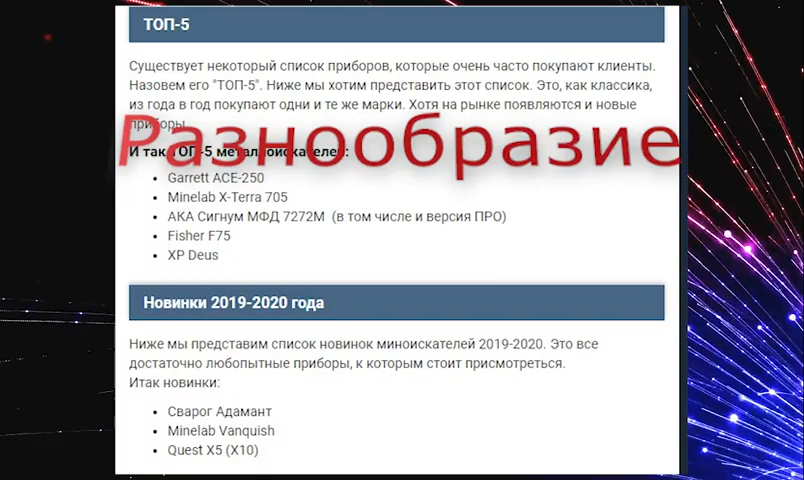 ТОП-5
Существует некоторый список приборов, которые очень часто покупают клиенты.
Назовем его "ТОП-5". Ниже мы хотим представить этот список. Это, как классика,
из года в год покупают одни и те же марки. Хотя на рынке появляются и новые
приборы.
Разнообразие
И так ТОП-5 металлоискателей:
Garrett ACE-250
Minelab X-Terra 705
АКА Сигнум МФД 7272М (в том числе и версия ПРО)
Fisher F75
XP Deus
Новинки 2019-2020 года
Ниже мы представим список новинок миноискателей 2019-2020. Это все
достаточно любопытные приборы, к которым стоит присмотреться.
Итак новинки:
Сварог Адамант
Minelab Vanquish
Quest X5 (X10)